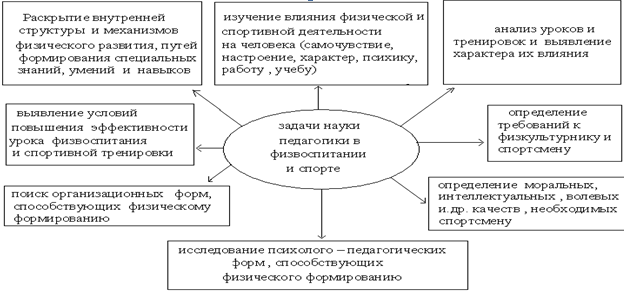 Раскрытие внутренней
структуры и механизмов
физического развития, путей
формирования специальных
знаний, умений и навыков
изучение влияния физической и
спортивной деятельности
на человека (самочувствие,
настроение, характер, психику,
работу , учебу)
анализ уроков и
тренировок и выявление
характера их влияния
выявление условий
повышения эффективности
урока физвоспитания
и спортивной тренировки
задачи науки
педагогики в
физвоспитании
и спорте
определение
требований к
физкультурнику и
спортсмену
поиск организационных форм,
способствующих физическому
формированию
определение моральных,
интеллектуальных , волевых
и.др. качеств , необходимых
спортсмену
исследование психолого – педагогических
форм , способствующих
физического формированию